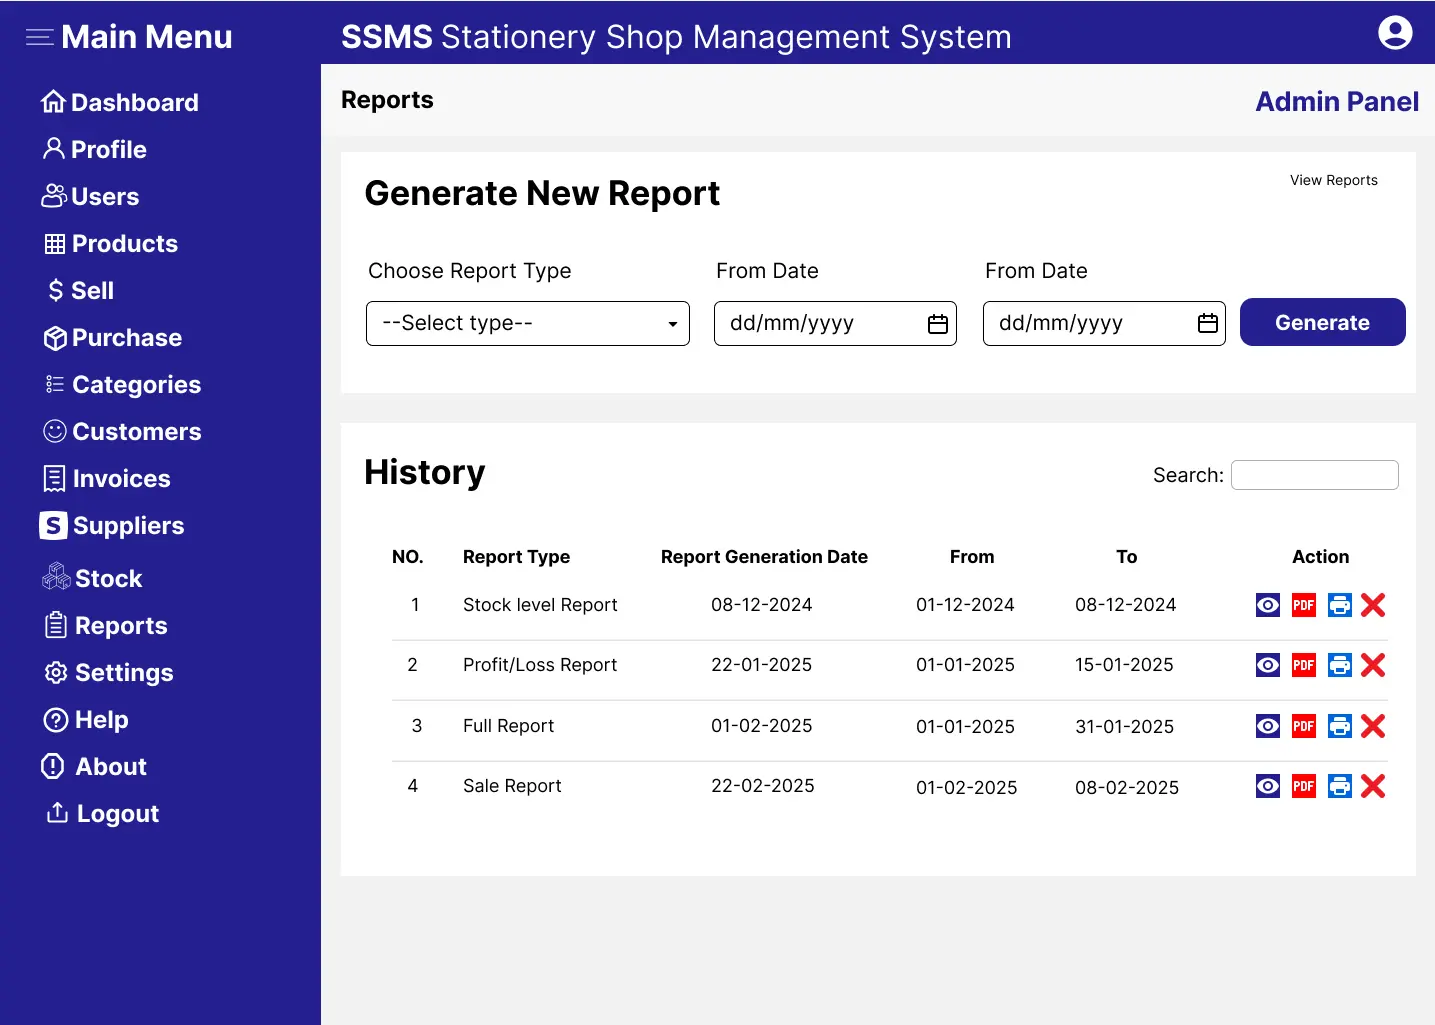 Main Menu
SSMS Stationery Shop Management System
Dashboard
Profile
Users
Products
Sell
Purchase
Categories
Customers
Invoices
S Suppliers
Stock
Reports
Settings
Help
About
Logout
Reports
Admin Panel
Generate New Report
View Reports
Choose Report Type From Date From Date
--Select type-- dd/mm/yyyy dd/mm/yyyy Generate
History
Search:
NO. Report Type Report Generation Date From To Action
1 Stock level Report 08-12-2024 01-12-2024 08-12-2024 PDF
2 Profit/Loss Report 22-01-2025 01-01-2025 15-01-2025 PDF
3 Full Report 01-02-2025 01-01-2025 31-01-2025 PDF
4 Sale Report 22-02-2025 01-02-2025 08-02-2025 PDF